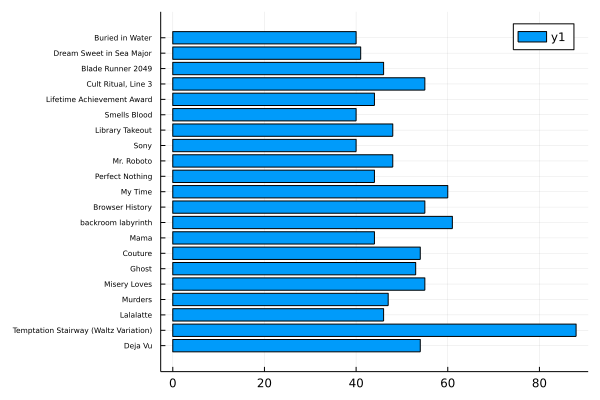 y1
Buried in Water
Dream Sweet in Sea Major
Blade Runner 2049
Cult Ritual, Line 3
Lifetime Achievement Award
Smells Blood
Library Takeout
Sony
Mr. Roboto
Perfect Nothing
My Time
Browser History
backroom labyrinth
Mama
Couture
Ghost
Misery Loves
Murders
Lalalatte
Temptation Stairway (Waltz Variation)
Deja Vu
0 20 40 60 80